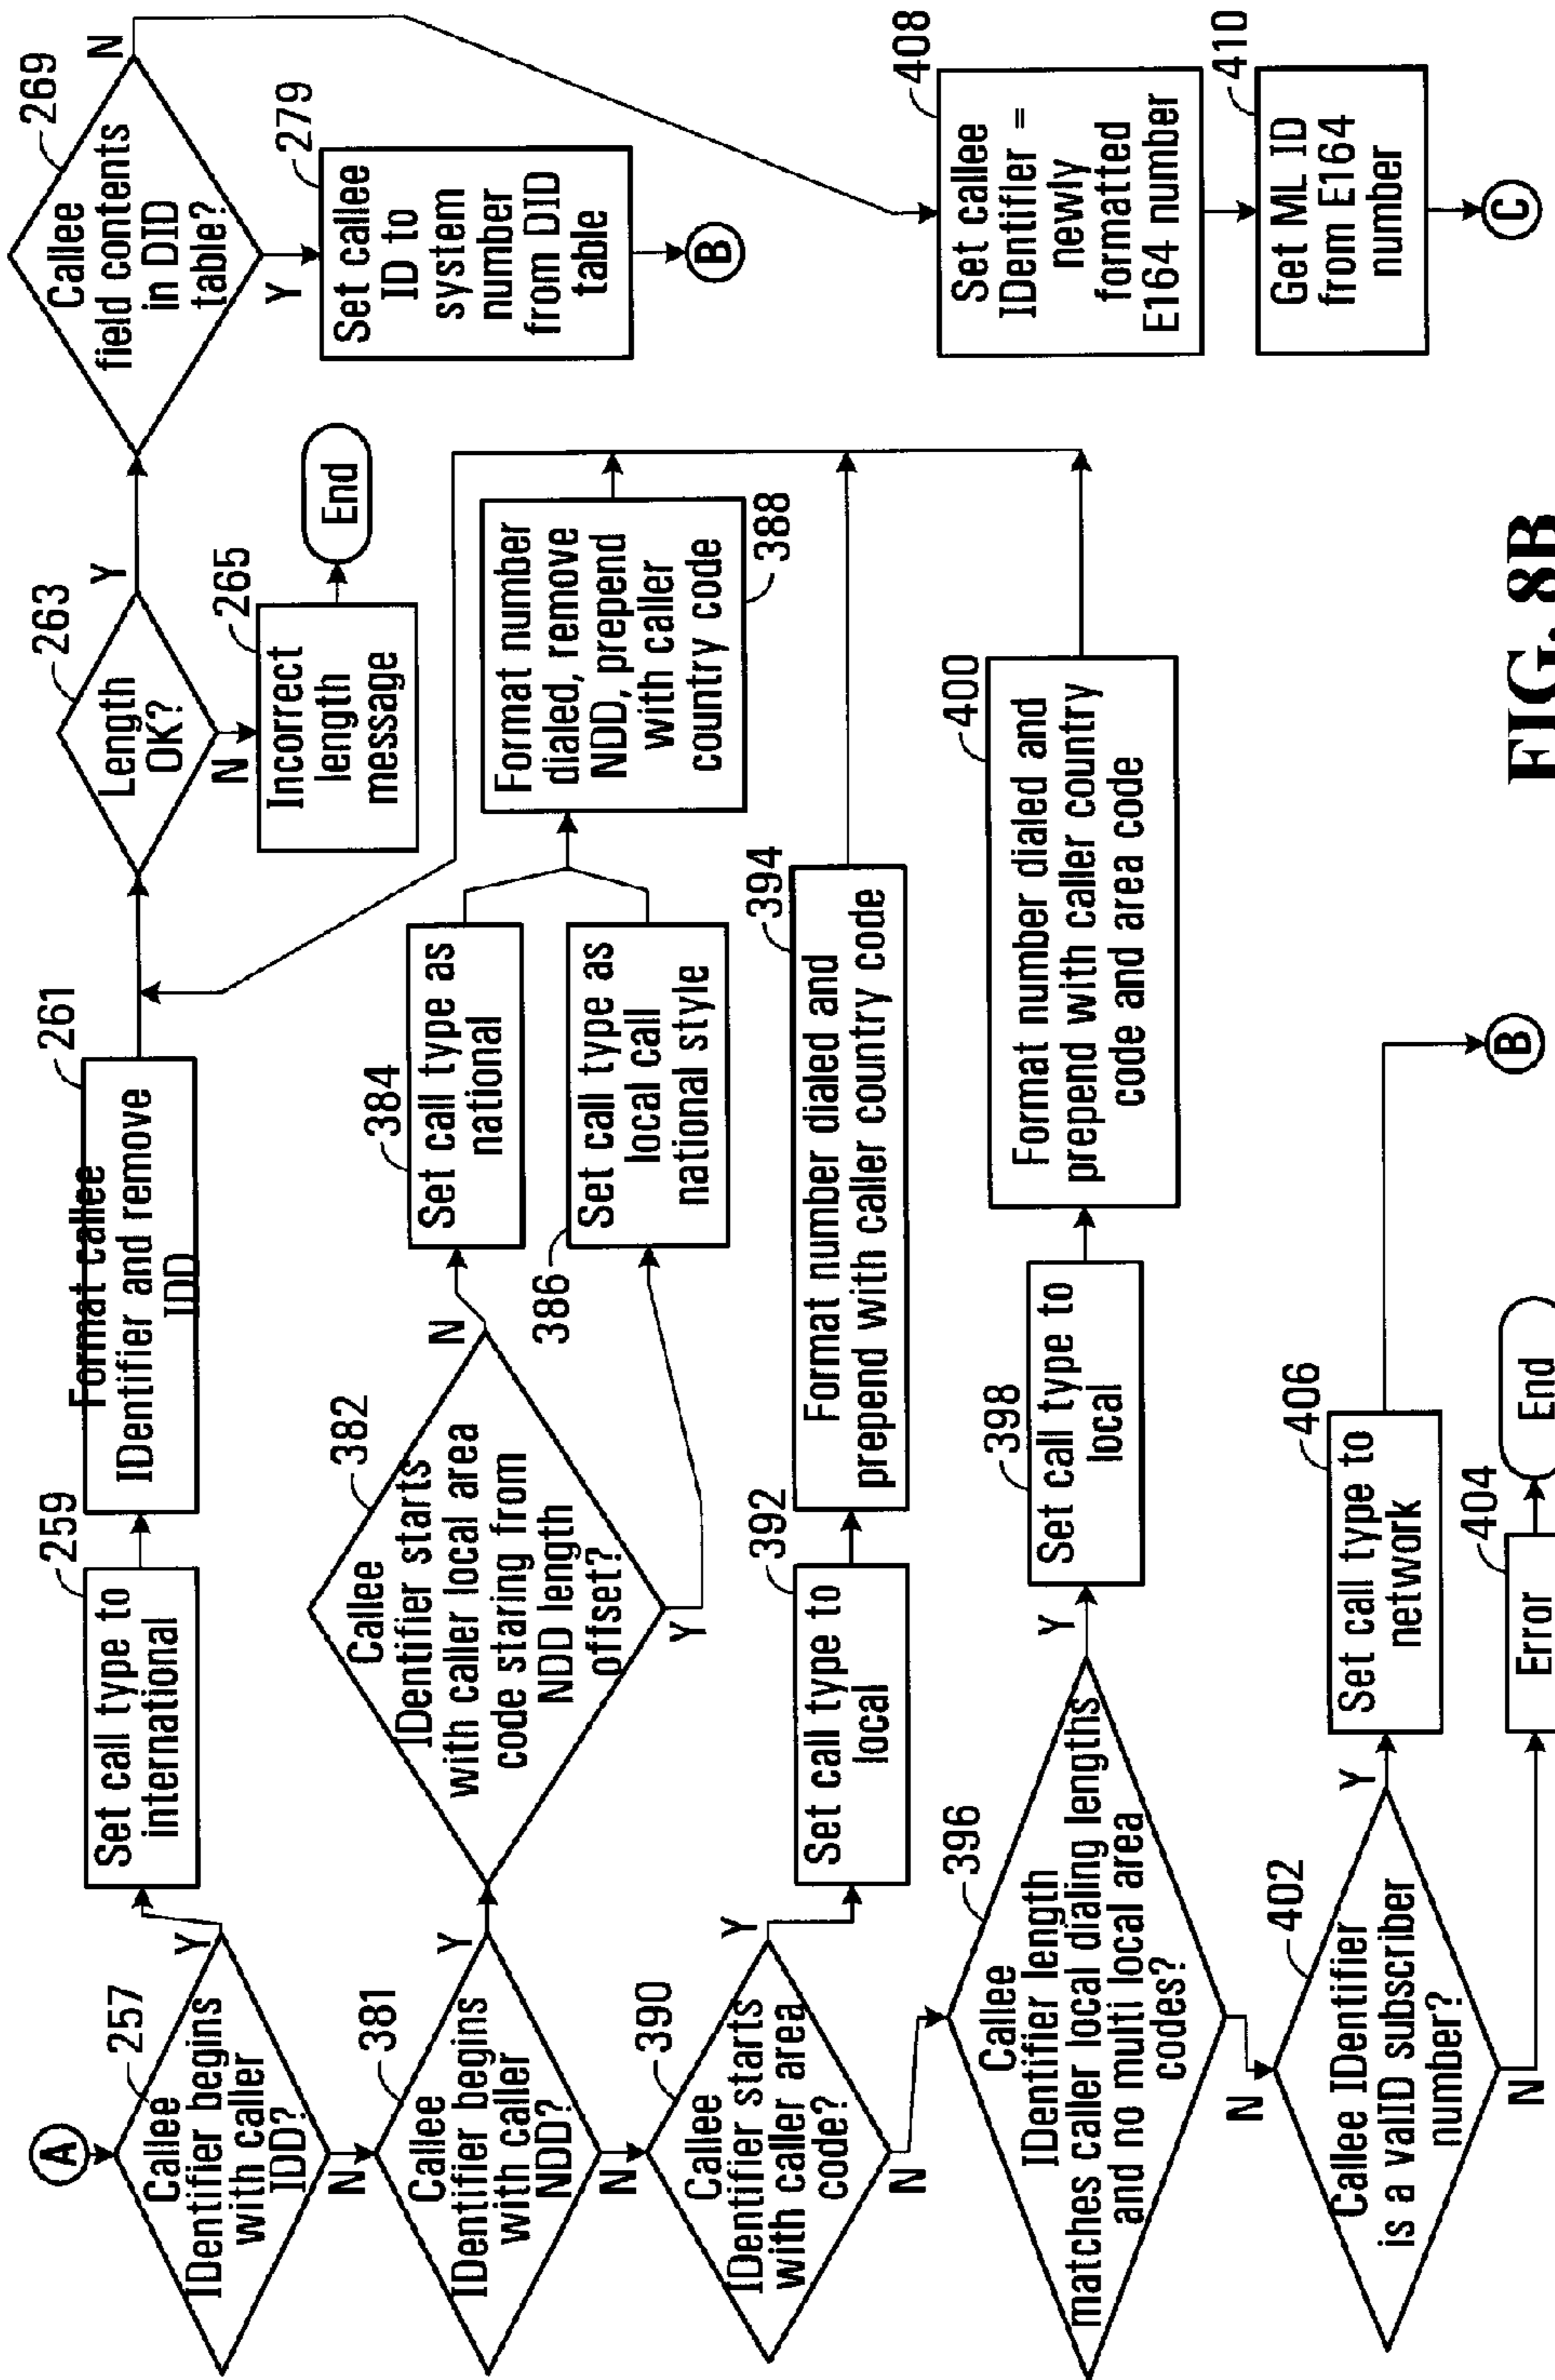 A
257
Callee
IDentifier begins
with caller
IDD?
Y
N
259
Set call type to
international
261
Format callee
IDentifier and remove
IDD
263
Length
OK?
Y
N
265
Incorrect
length
message
End
269
Callee
field contents
in DID
table?
N
Y
279
Set callee
ID to
system
number
from DID
table
B
381
Callee
IDentifier begins
with caller
NDD?
Y
N
382
Callee
IDentifier starts
with caller local area
code staring from
NDD length
offset?
N
Y
384
Set call type as
national
386
Set call type as
local call
national style
Format number
dialed, remove
NDD, prepend
with caller
country code
388
390
Callee
IDentifier starts
with caller area
code?
Y
N
392
Set call type to
local
394
Format number dialed and
prepend with caller country code
396
Callee
IDentifier length
matches caller local dialing lengths
and no multi local area
codes?
Y
N
398
Set call type to
local
400
Format number dialed and
prepend with caller country
code and area code
408
Set callee
IDentifier =
newly
formatted
E164 number
410
Get ML ID
from E164
number
C
402
Callee IDentifier
is a valID subscriber
number?
Y
N
406
Set call type to
network
B
404
Error
End
FIG. 8B